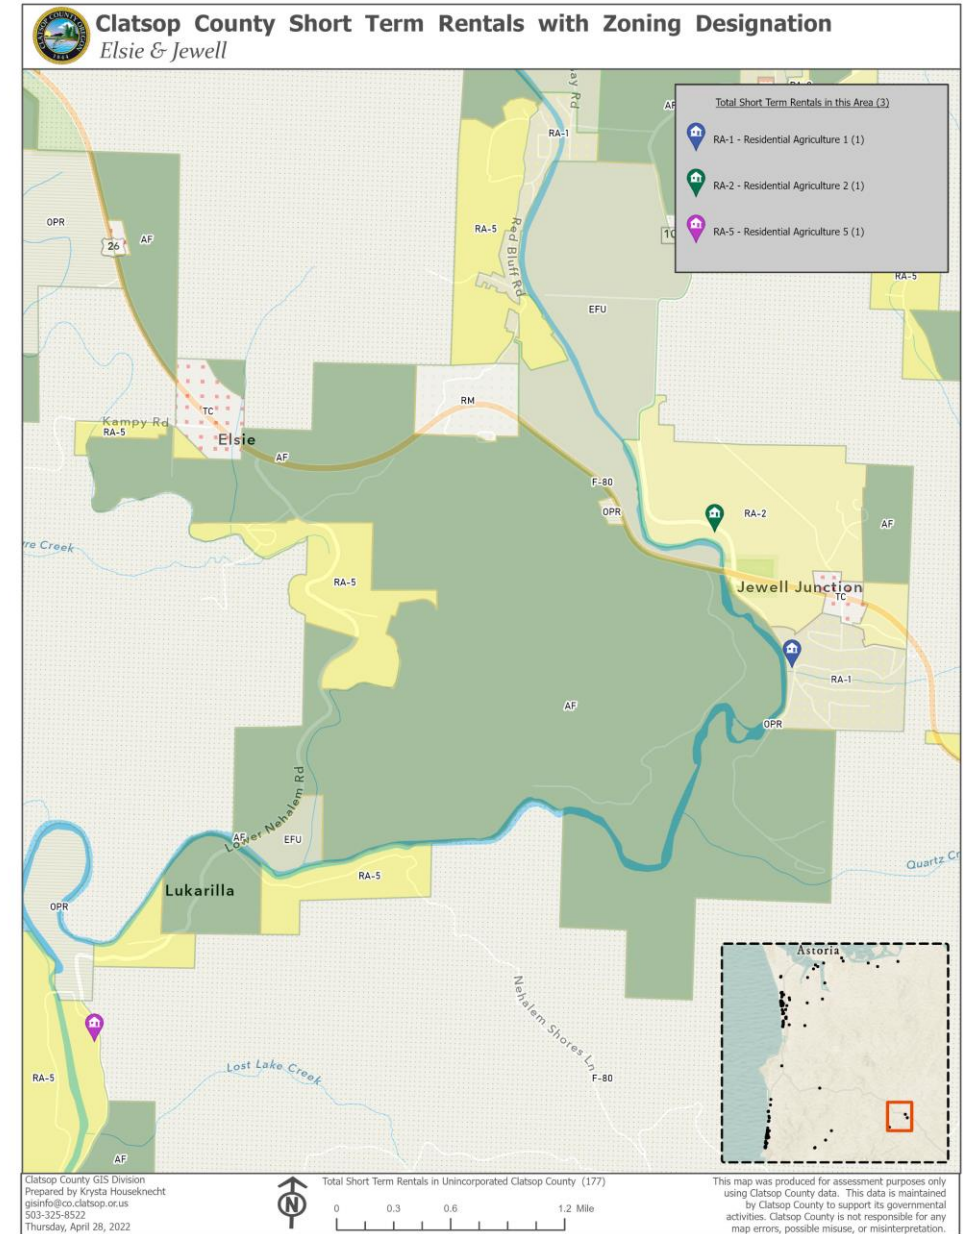 Clatsop County Short Term Rentals with Zoning Designation
Elsie & Jewell
CLATSOP COUNTY OREGON
1844
Total Short Term Rentals in this Area (3)
RA-1 - Residential Agriculture 1 (1)
RA-2 - Residential Agriculture 2 (1)
RA-5 - Residential Agriculture 5 (1)
RA-1
AF
OPR
AF
26
RA-5
Red Bluff Rd
10
RA-5
EFU
RM
TC
Kampy Rd
RA-5
Elsie
AF
F-80
OPR
RA-2
AF
Creek
RA-5
Jewell Junction
TC
RA-1
AF
OPR
Lower Nehalem Rd
AF
EFU
RA-5
Quartz
Lukarilla
OPR
Astoria
Nehalem Shores Ln
Lost Lake Creek
F-80
RA-5
AF
Clatsop County GIS Division
Prepared by Krysta Houseknecht
gisinfo@co.clatsop.or.us
503-325-8522
Thursday, April 28, 2022
N
Total Short Term Rentals in Unincorporated Clatsop County (177)
0 0.3 0.6 1.2 Mile
This map was produced for assessment purposes only
using Clatsop County data. This data is maintained
by Clatsop County to support its governmental
activities. Clatsop County is not responsible for any
map errors, possible misuse, or misinterpretation.